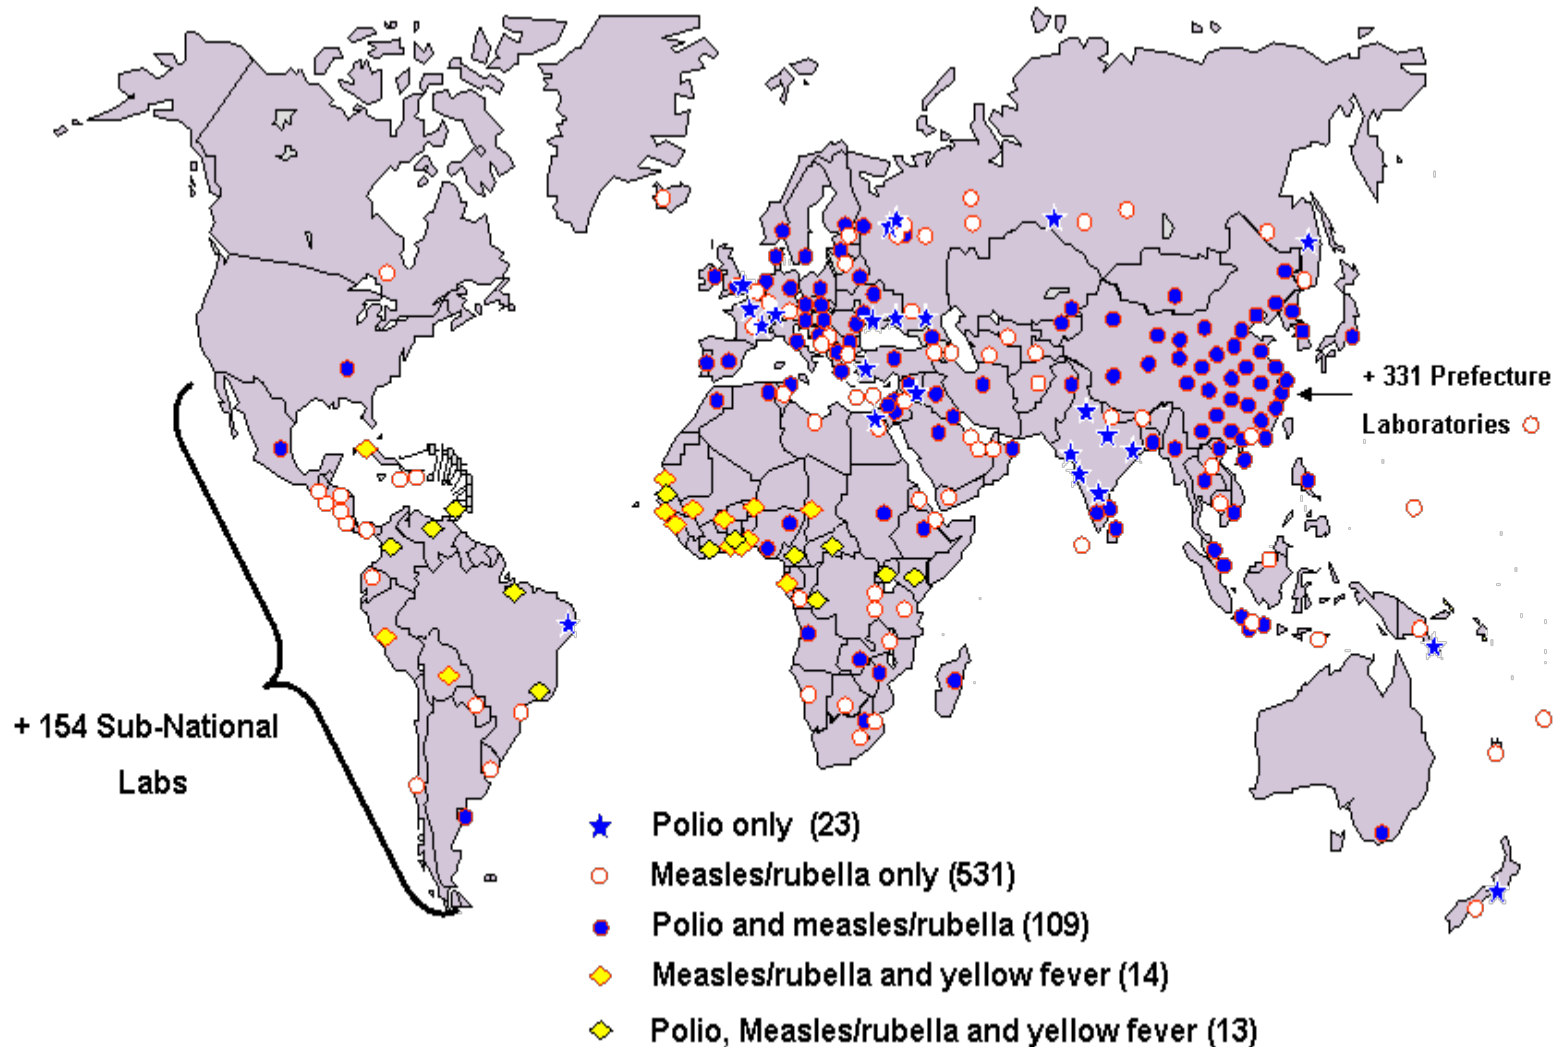 + 331 Prefecture
Laboratories
+ 154 Sub-National
Labs
Polio only (23)
Measles/rubella only (531)
Polio and measles/rubella (109)
Measles/rubella and yellow fever (14)
Polio, Measles/rubella and yellow fever (13)